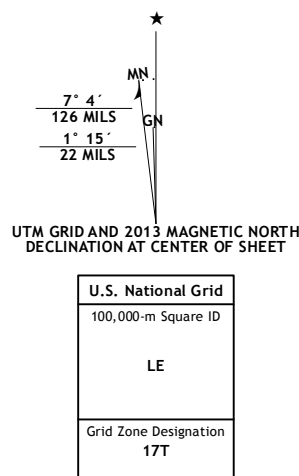 ★
MN
7° 4´
126 MILS
GN
1° 15´
22 MILS
UTM GRID AND 2013 MAGNETIC NORTH
DECLINATION AT CENTER OF SHEET
U.S. National Grid
100,000-m Square ID
LE
Grid Zone Designation
17T